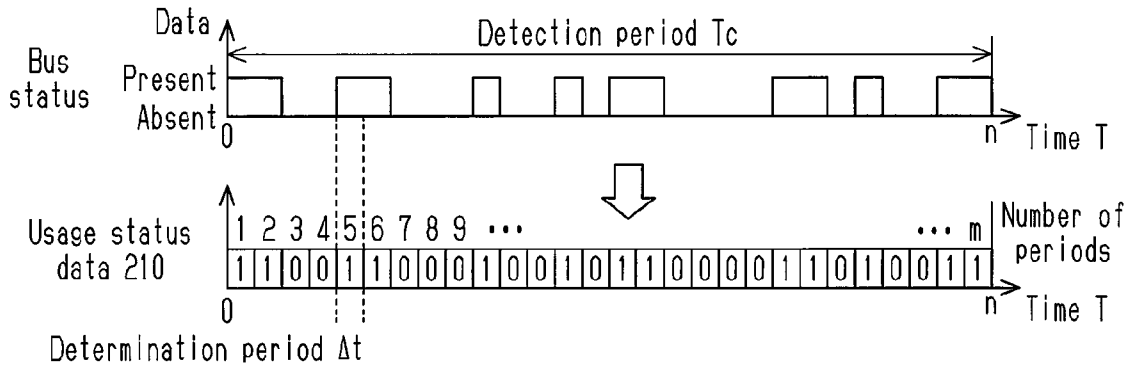 Data
Detection period Tc
Bus status
Present
Absent
0
n
Time T
1 2 3 4 5 6 7 8 9 ••• ••• m
Number of periods
Usage status
data 210
1 1 0 0 1 1 0 0 0 1 0 0 1 0 1 1 0 0 0 0 1 1 0 1 0 0 1 1
0
n
Time T
Determination period Δt